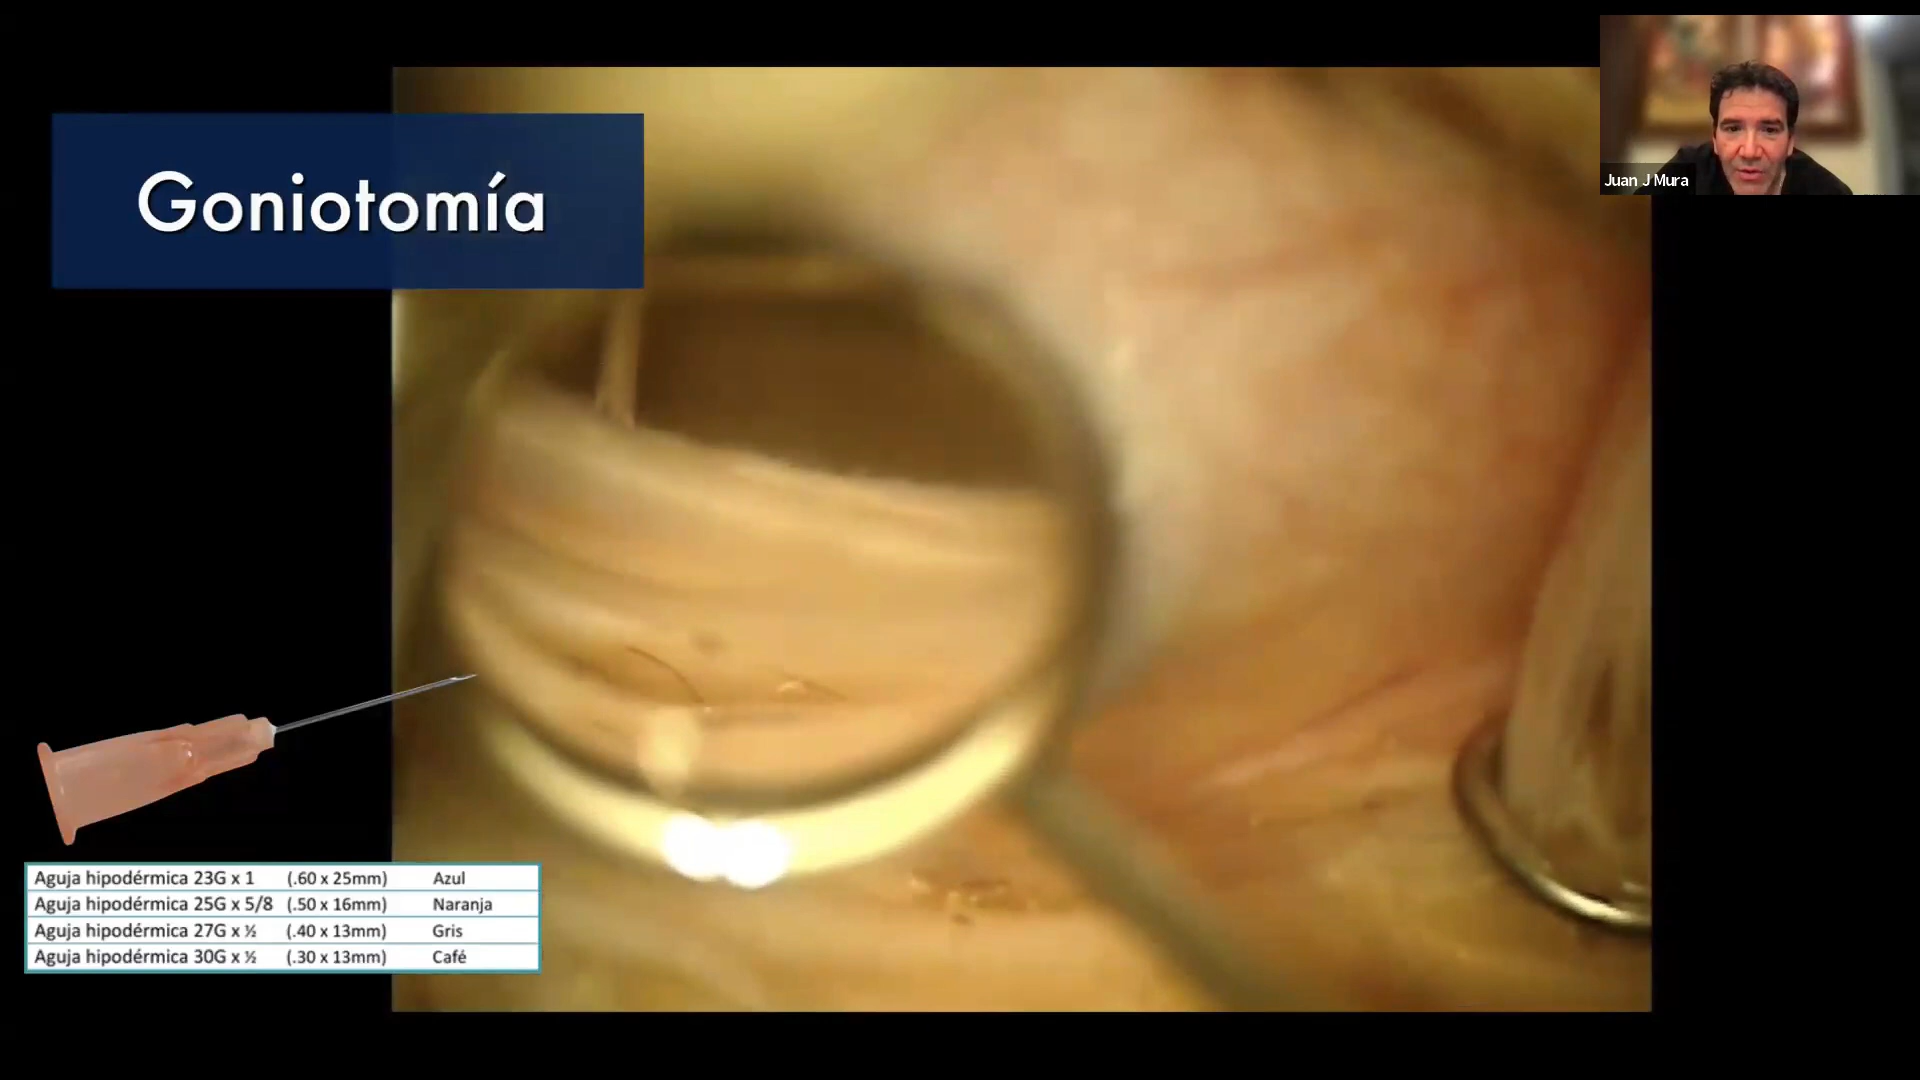 Goniotomía
Juan J Mura
Aguja hipodérmica 23G x 1 (.60 x 25mm) Azul
Aguja hipodérmica 25G x 5/8 (.50 x 16mm) Naranja
Aguja hipodérmica 27G x ½ (.40 x 13mm) Gris
Aguja hipodérmica 30G x ½ (.30 x 13mm) Café